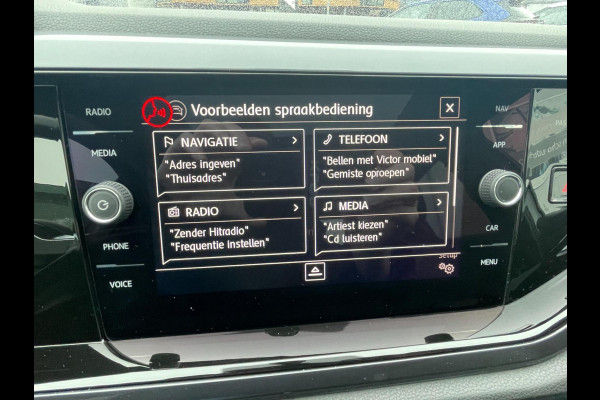 RADIO
MEDIA
PHONE
VOICE
Voorbeelden spraakbediening
X
NAVIGATIE
"Adres ingeven"
"Thuisadres"
TELEFOON
"Bellen met Victor mobiel"
"Gemiste oproepen"
RADIO
"Zender Hitradio"
"Frequentie instellen"
MEDIA
"Artiest kiezen"
"Cd luisteren"
Setup
NAV
APP
CAR
MENU